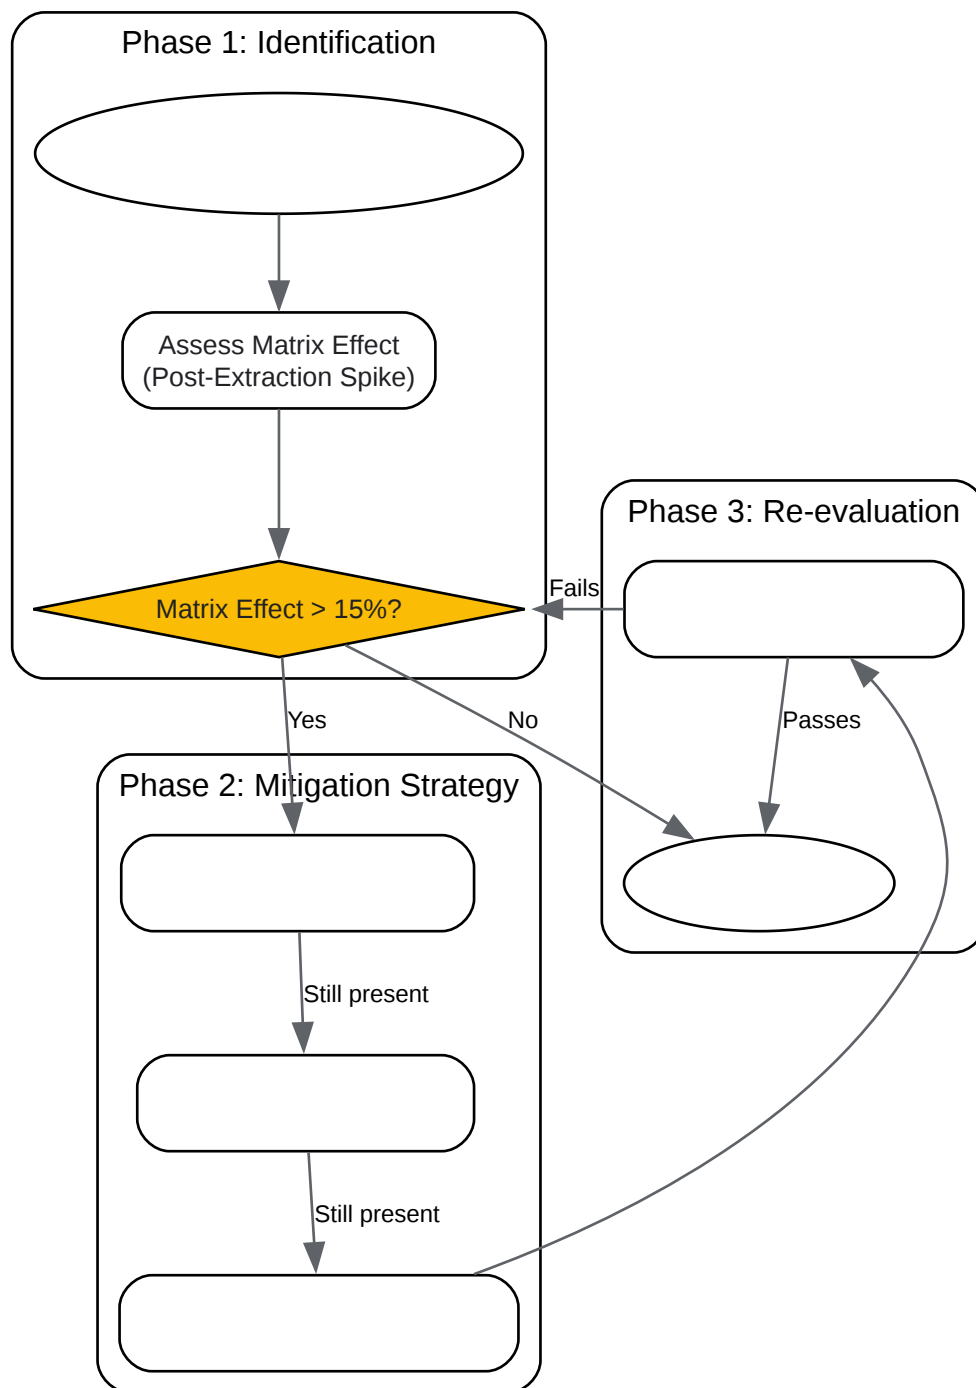 Phase 1: Identification
Assess Matrix Effect
(Post-Extraction Spike)
Matrix Effect > 15%?
Fails
Phase 3: Re-evaluation
Yes
No
Passes
Phase 2: Mitigation Strategy
Still present
Still present